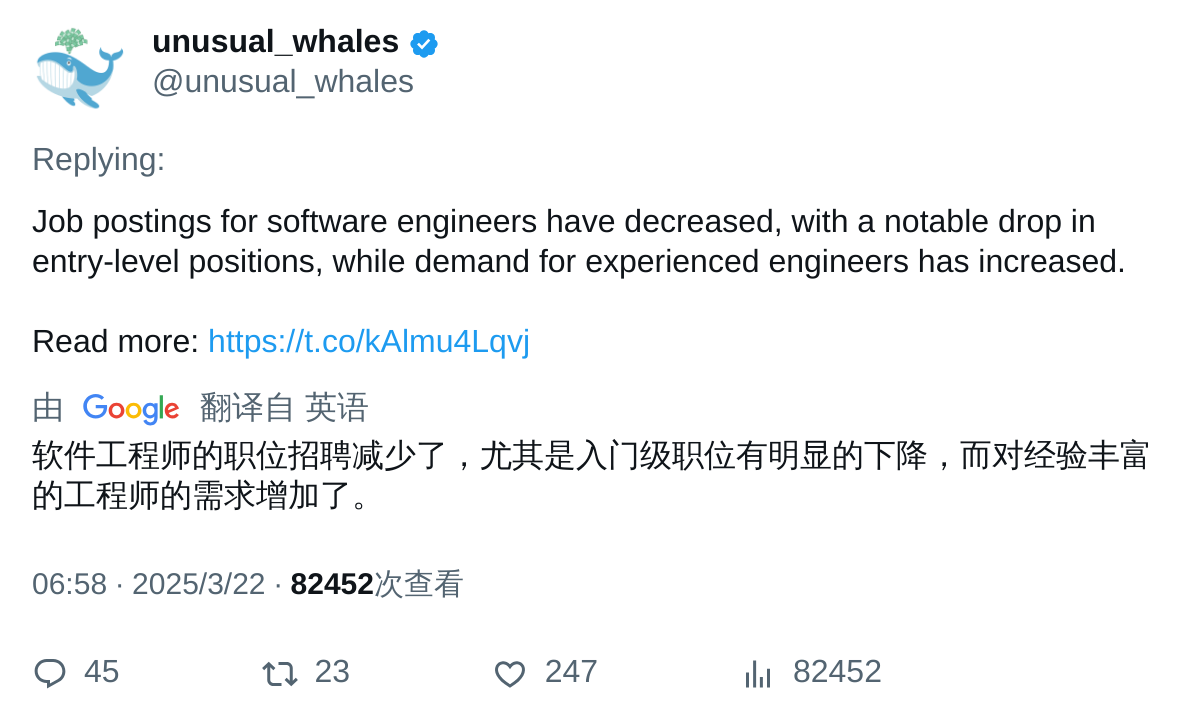 unusual_whales
@unusual_whales
Replying:
Job postings for software engineers have decreased, with a notable drop in
entry-level positions, while demand for experienced engineers has increased.
Read more: https://t.co/kAlmu4Lqvj
由 Google 翻译自 英语
软件工程师的职位招聘减少了，尤其是入门级职位有明显的下降，而对经验丰富
的工程师的需求增加了。
06:58 · 2025/3/22 · 82452次查看
45 23 247 82452